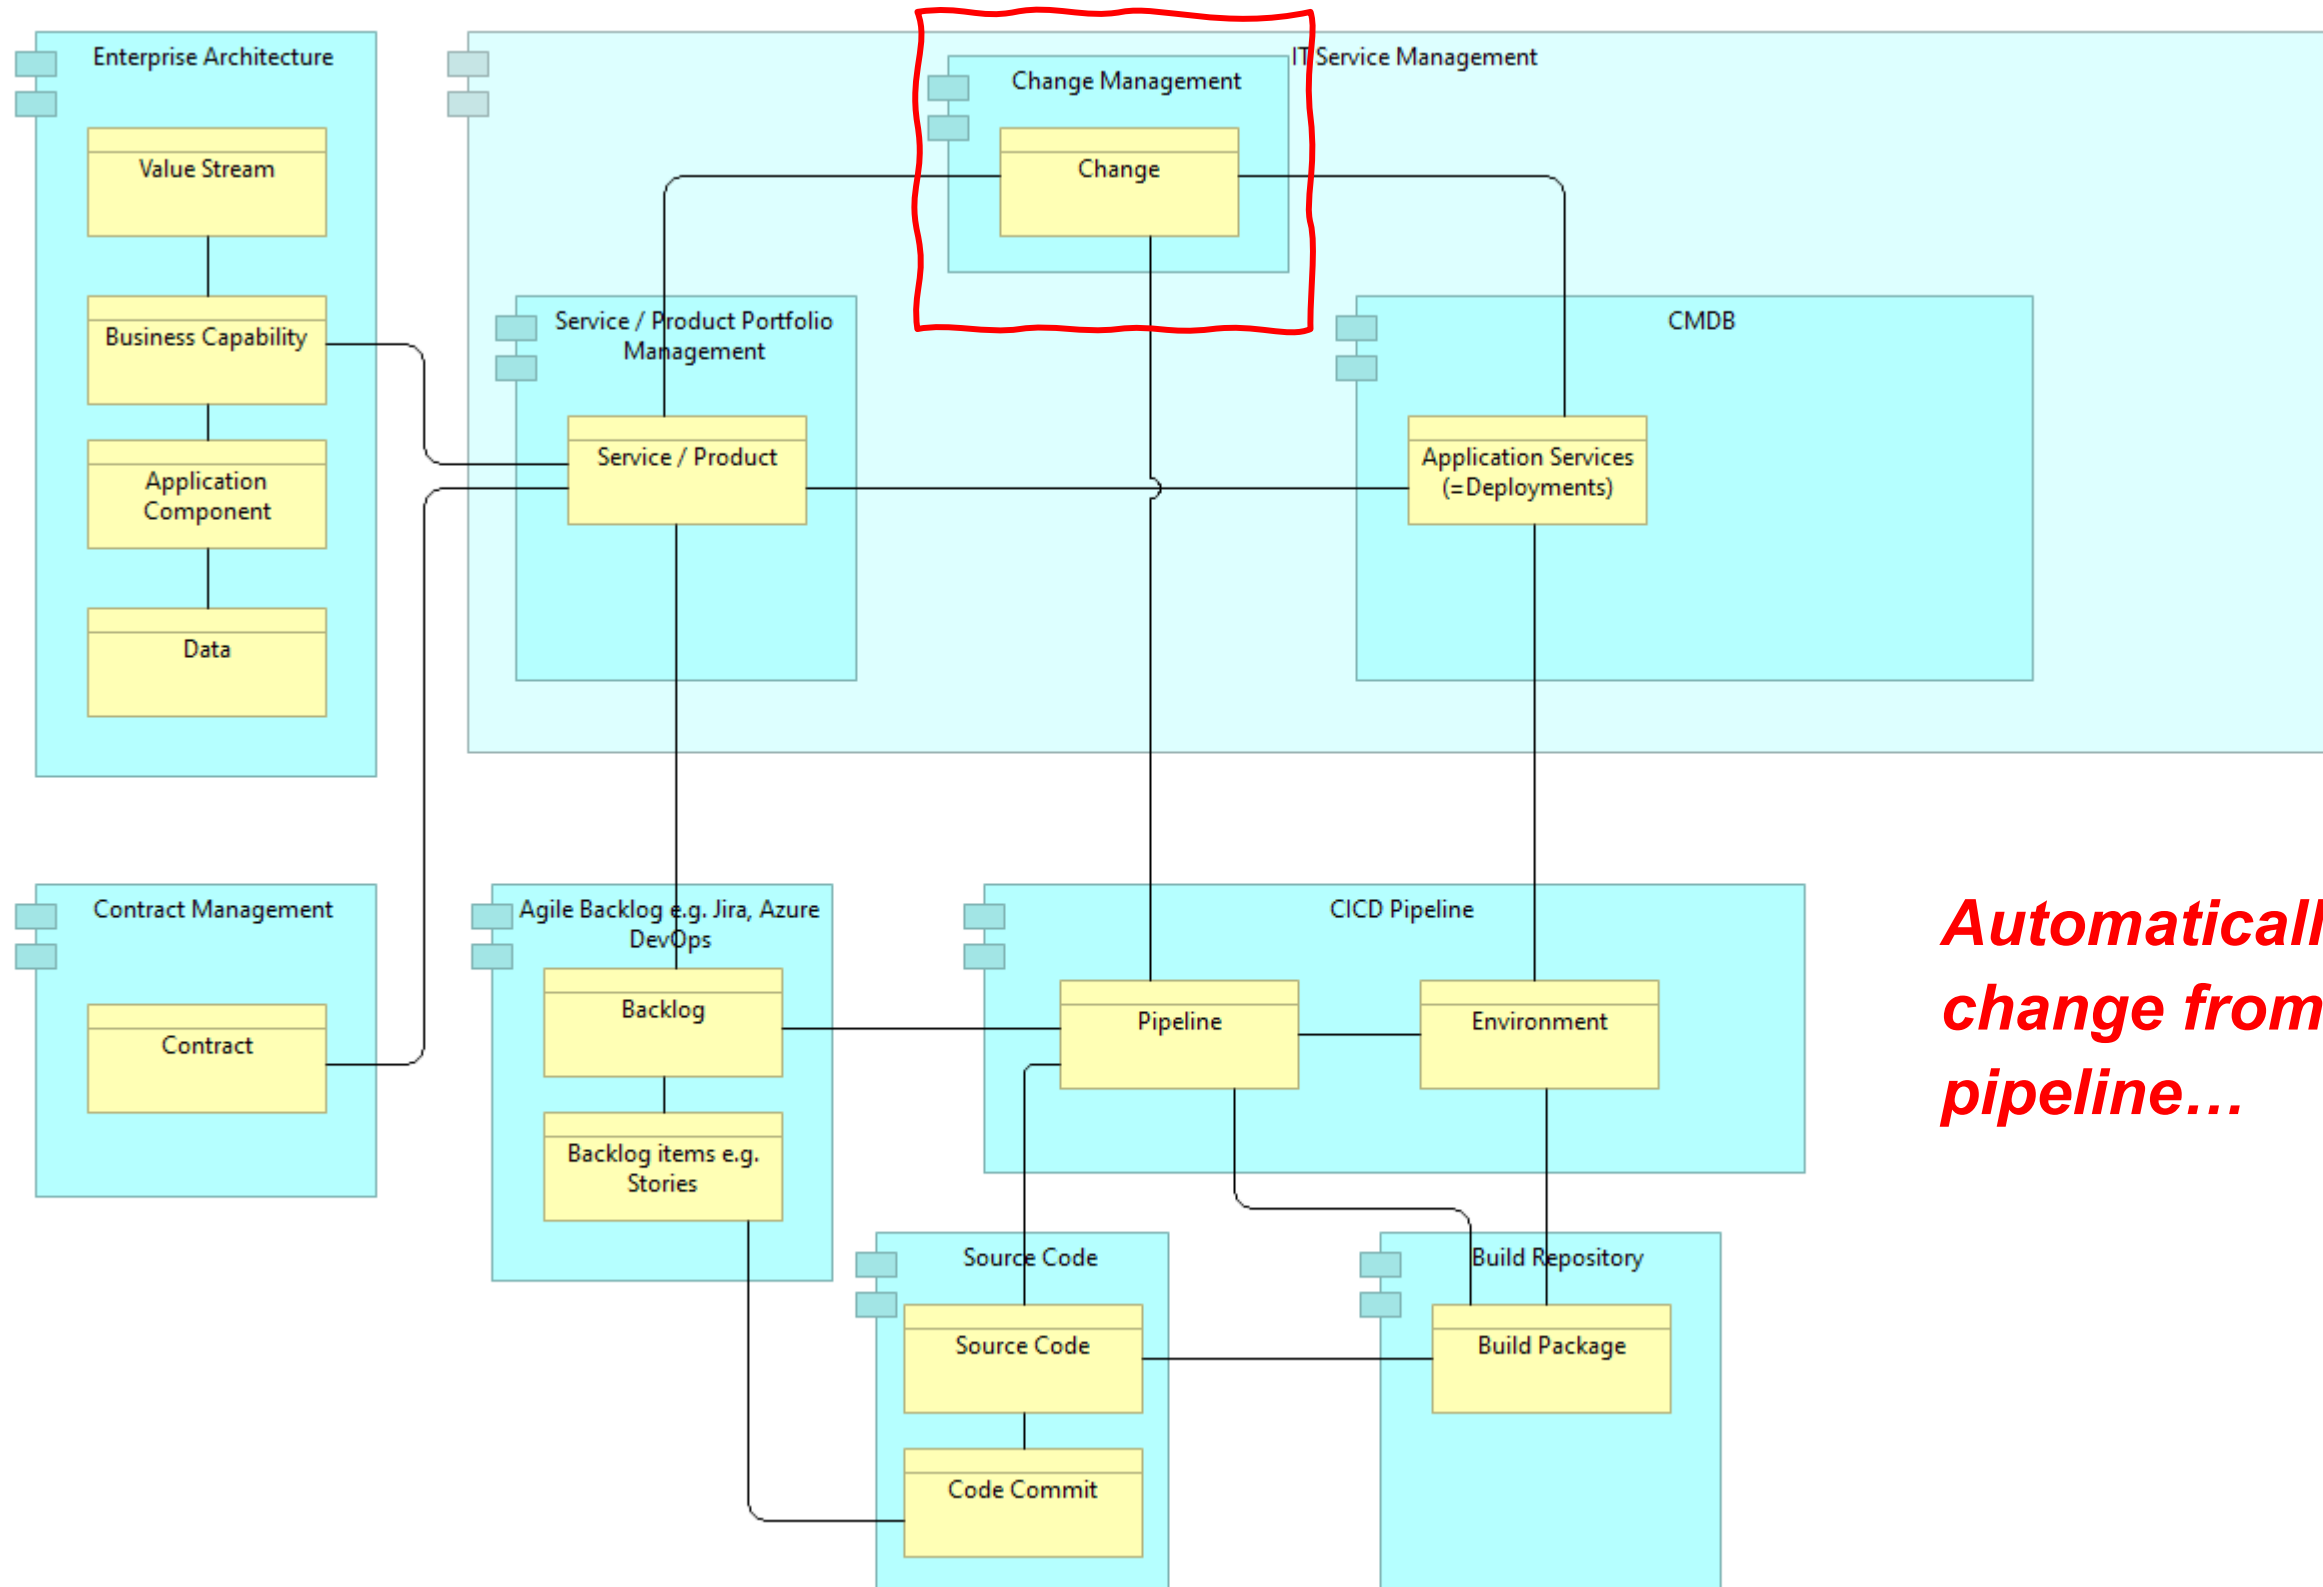 Enterprise Architecture
Value Stream
Business Capability
Application
Component
Data
IT Service Management
Change Management
Change
Service / Product Portfolio
Management
Service / Product
CMDB
Application Services
(=Deployments)
Contract Management
Contract
Agile Backlog e.g. Jira, Azure
DevOps
Backlog
Backlog items e.g.
Stories
CICD Pipeline
Pipeline
Environment
Source Code
Source Code
Code Commit
Build Repository
Build Package
Automaticall
change from
pipeline…